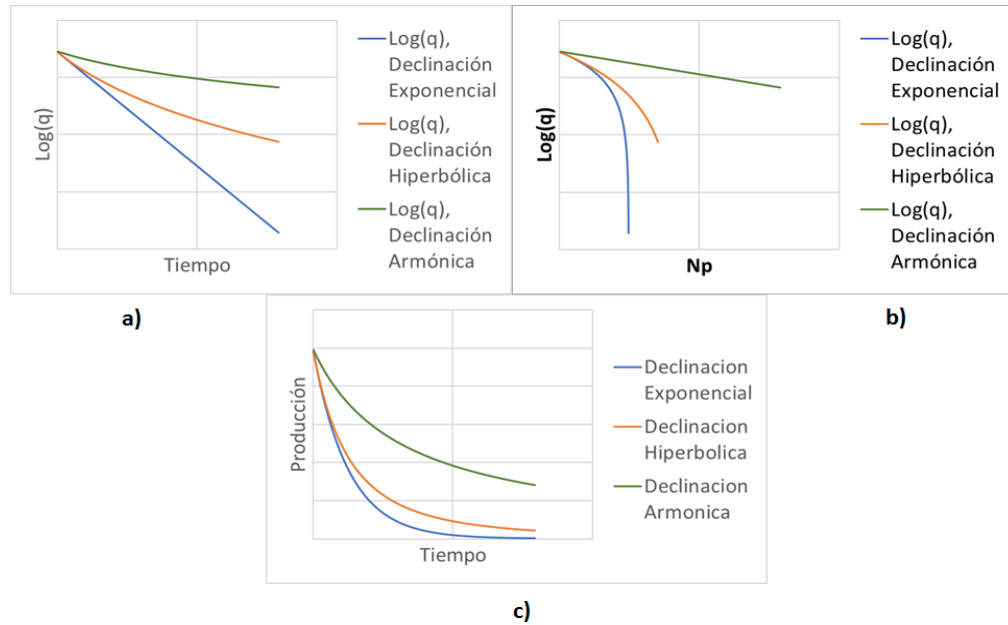 Log(q)
Tiempo
Log(q),
Declinación
Exponencial
Log(q),
Declinación
Hiperbólica
Log(q),
Declinación
Armónica
a)
Log(q)
Np
Log(q),
Declinación
Exponencial
Log(q),
Declinación
Hiperbólica
Log(q),
Declinación
Armónica
b)
Producción
Tiempo
Declinacion
Exponencial
Declinacion
Hiperbolica
Declinacion
Armonica
c)